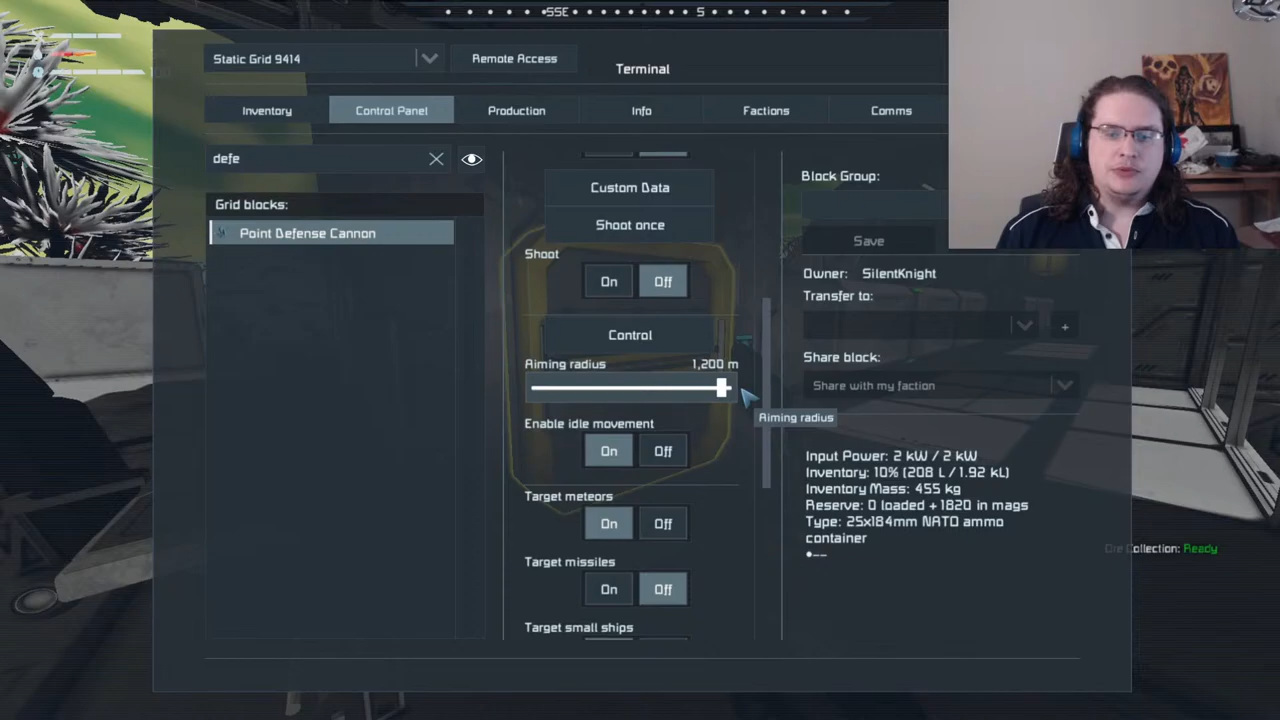 SSE
S
Static Grid 9414
Remote Access
Terminal
Inventory
Control Panel
Production
Info
Factions
Comms
defe
Grid blocks:
Point Defense Cannon
Custom Data
Shoot once
Shoot
On
Off
Control
Aiming radius
1,200 m
Aiming radius
Enable idle movement
On
Off
Target meteors
On
Off
Target missiles
On
Off
Target small ships
Block Group:
Save
Owner: SilentKnight
Transfer to:
+
Share block:
Share with my faction
Input Power: 2 kW / 2 kW
Inventory: 10% (208 L / 1.92 kL)
Inventory Mass: 455 kg
Reserve: 0 loaded + 1820 in mags
Type: 25x184mm NATO ammo
container
Ore Collection: Ready